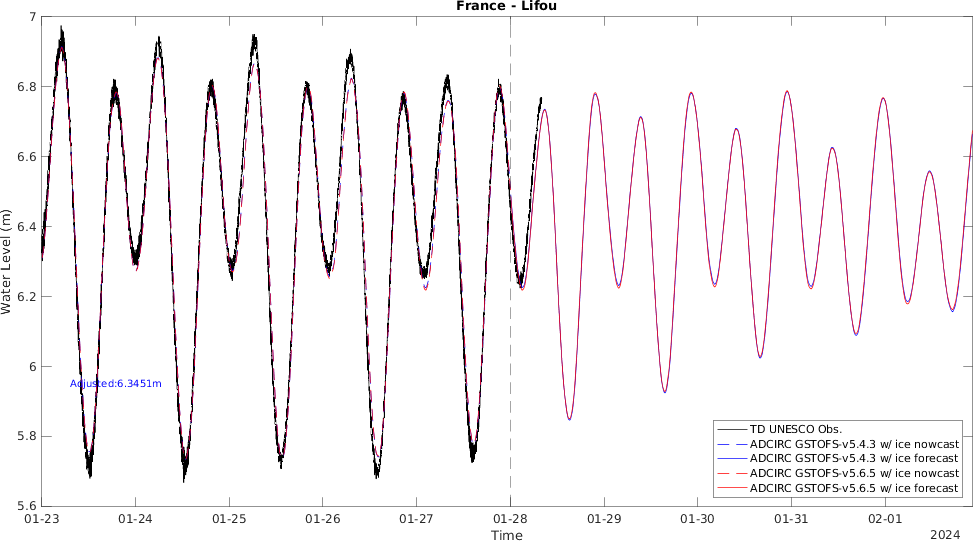 France - Lifou
7
6.8
6.6
6.4
6.2
6
5.8
5.6
Water Level (m)
Adjusted:6.3451m
TD UNESCO Obs.
ADCIRC GSTOFS-v5.4.3 w/ ice nowcast
ADCIRC GSTOFS-v5.4.3 w/ ice forecast
ADCIRC GSTOFS-v5.6.5 w/ ice nowcast
ADCIRC GSTOFS-v5.6.5 w/ ice forecast
01-23 01-24 01-25 01-26 01-27 01-28 01-29 01-30 01-31 02-01
Time
2024